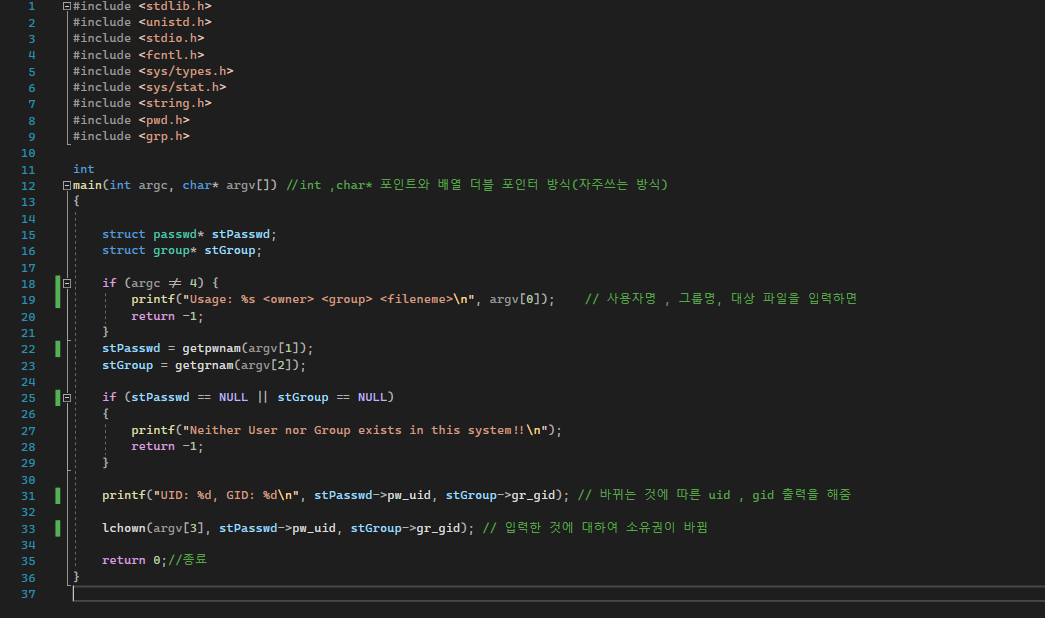 1 #include <stdlib.h>
2 #include <unistd.h>
3 #include <stdio.h>
4 #include <fcntl.h>
5 #include <sys/types.h>
6 #include <sys/stat.h>
7 #include <string.h>
8 #include <pwd.h>
9 #include <grp.h>
10
11 int
12 main(int argc, char* argv[]) //int ,char* 포인트와 배열 더블 포인터 방식(자주쓰는 방식)
13 {
14
15 struct passwd* stPasswd;
16 struct group* stGroup;
17
18 if (argc != 4) {
19 printf("Usage: %s <owner> <group> <fileneme>\n", argv[0]); // 사용자명 , 그룹명, 대상 파일을 입력하면
20 return -1;
21 }
22 stPasswd = getpwnam(argv[1]);
23 stGroup = getgrnam(argv[2]);
24
25 if (stPasswd == NULL || stGroup == NULL)
26 {
27 printf("Neither User nor Group exists in this system!!\n");
28 return -1;
29 }
30
31 printf("UID: %d, GID: %d\n", stPasswd->pw_uid, stGroup->gr_gid); // 바뀌는 것에 따른 uid , gid 출력을 해줌
32
33 lchown(argv[3], stPasswd->pw_uid, stGroup->gr_gid); // 입력한 것에 대하여 소유권이 바뀜
34
35 return 0;//종료
36 }
37